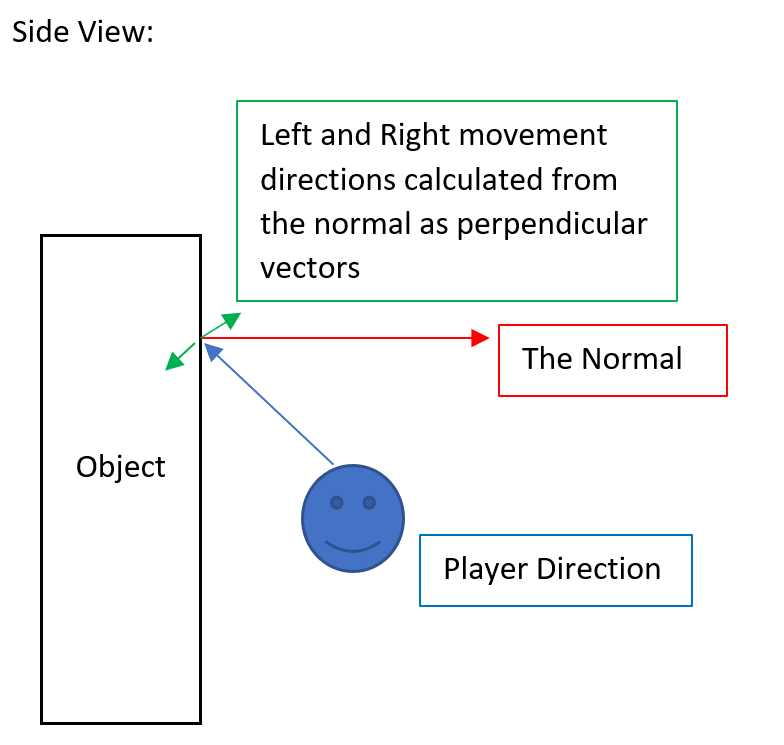 Side View:
Left and Right movement
directions calculated from
the normal as perpendicular
vectors
The Normal
Object
Player Direction